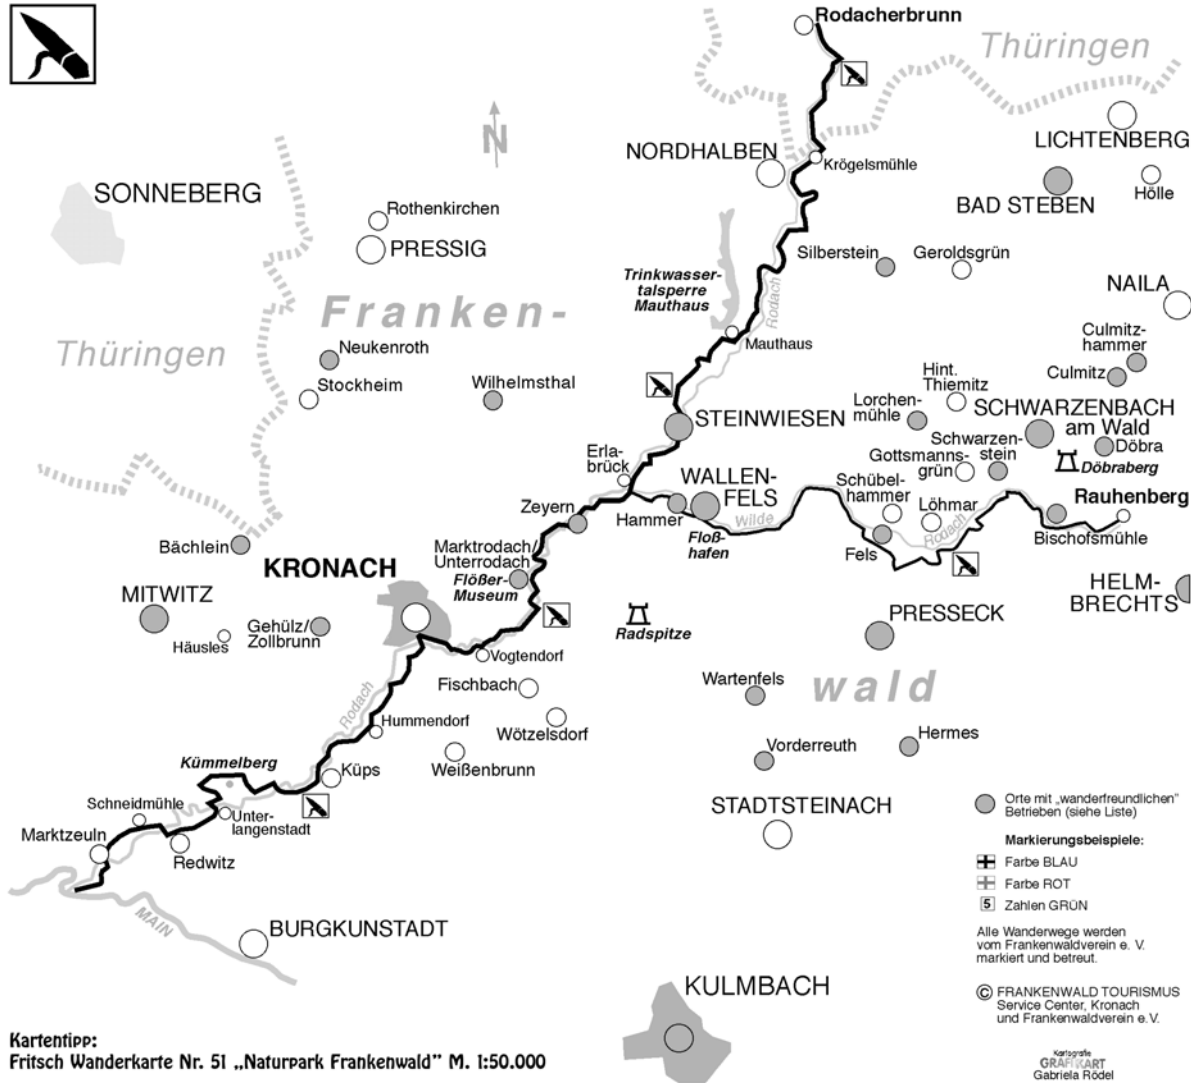 Rodacherbrunn
Thüringen
N
NORDHALBEN
Krögelsmühle
LICHTENBERG
Hölle
BAD STEBEN
SONNEBERG
Rothenkirchen
PRESSIG
Silberstein
Geroldsgrün
Trinkwasser-
talsperre
Mauthaus
Rodach
NAILA
Franken-
Thüringen
Neukenroth
Stockheim
Wilhelmsthal
Mauthaus
Culmitz-
hammer
Culmitz
Hint.
Thiemitz
Lorchen-
mühle
STEINWIESEN
SCHWARZENBACH
am Wald
Döbra
Schwarzen-
stein
Gottsmanns-
grün
Döbraberg
Erla-
brück
WALLEN-
FELS
Schübel-
hammer
Löhmar
Rauhenberg
Zeyern
Hammer
Wilde
Rodach
Floß-
hafen
Fels
Bischofsmühle
Bächlein
Marktrodach/
Unterrodach
Flößer-
Museum
KRONACH
MITWITZ
HELM-
BRECHTS
Gehülz/
Zollbrunn
Häusles
Radspitze
PRESSECK
Vogtendorf
Fischbach
Wartenfels
wald
Rodach
Hummendorf
Wötzelsdorf
Hermes
Vorderreuth
Weißenbrunn
Kümmelberg
Küps
Schneidmühle
Unter-
langenstadt
STADTSTEINACH
Marktzeuln
Redwitz
MAIN
BURGKUNSTADT
KULMBACH
Orte mit „wanderfreundlichen”
Betrieben (siehe Liste)
Markierungsbeispiele:
Farbe BLAU
Farbe ROT
5 Zahlen GRÜN
Alle Wanderwege werden
vom Frankenwaldverein e. V.
markiert und betreut.
© FRANKENWALD TOURISMUS
Service Center, Kronach
und Frankenwaldverein e.V.
Kartografie
GRAFIKART
Gabriela Rödel
Kartentipp:
Fritsch Wanderkarte Nr. 51 „Naturpark Frankenwald” M. 1:50.000